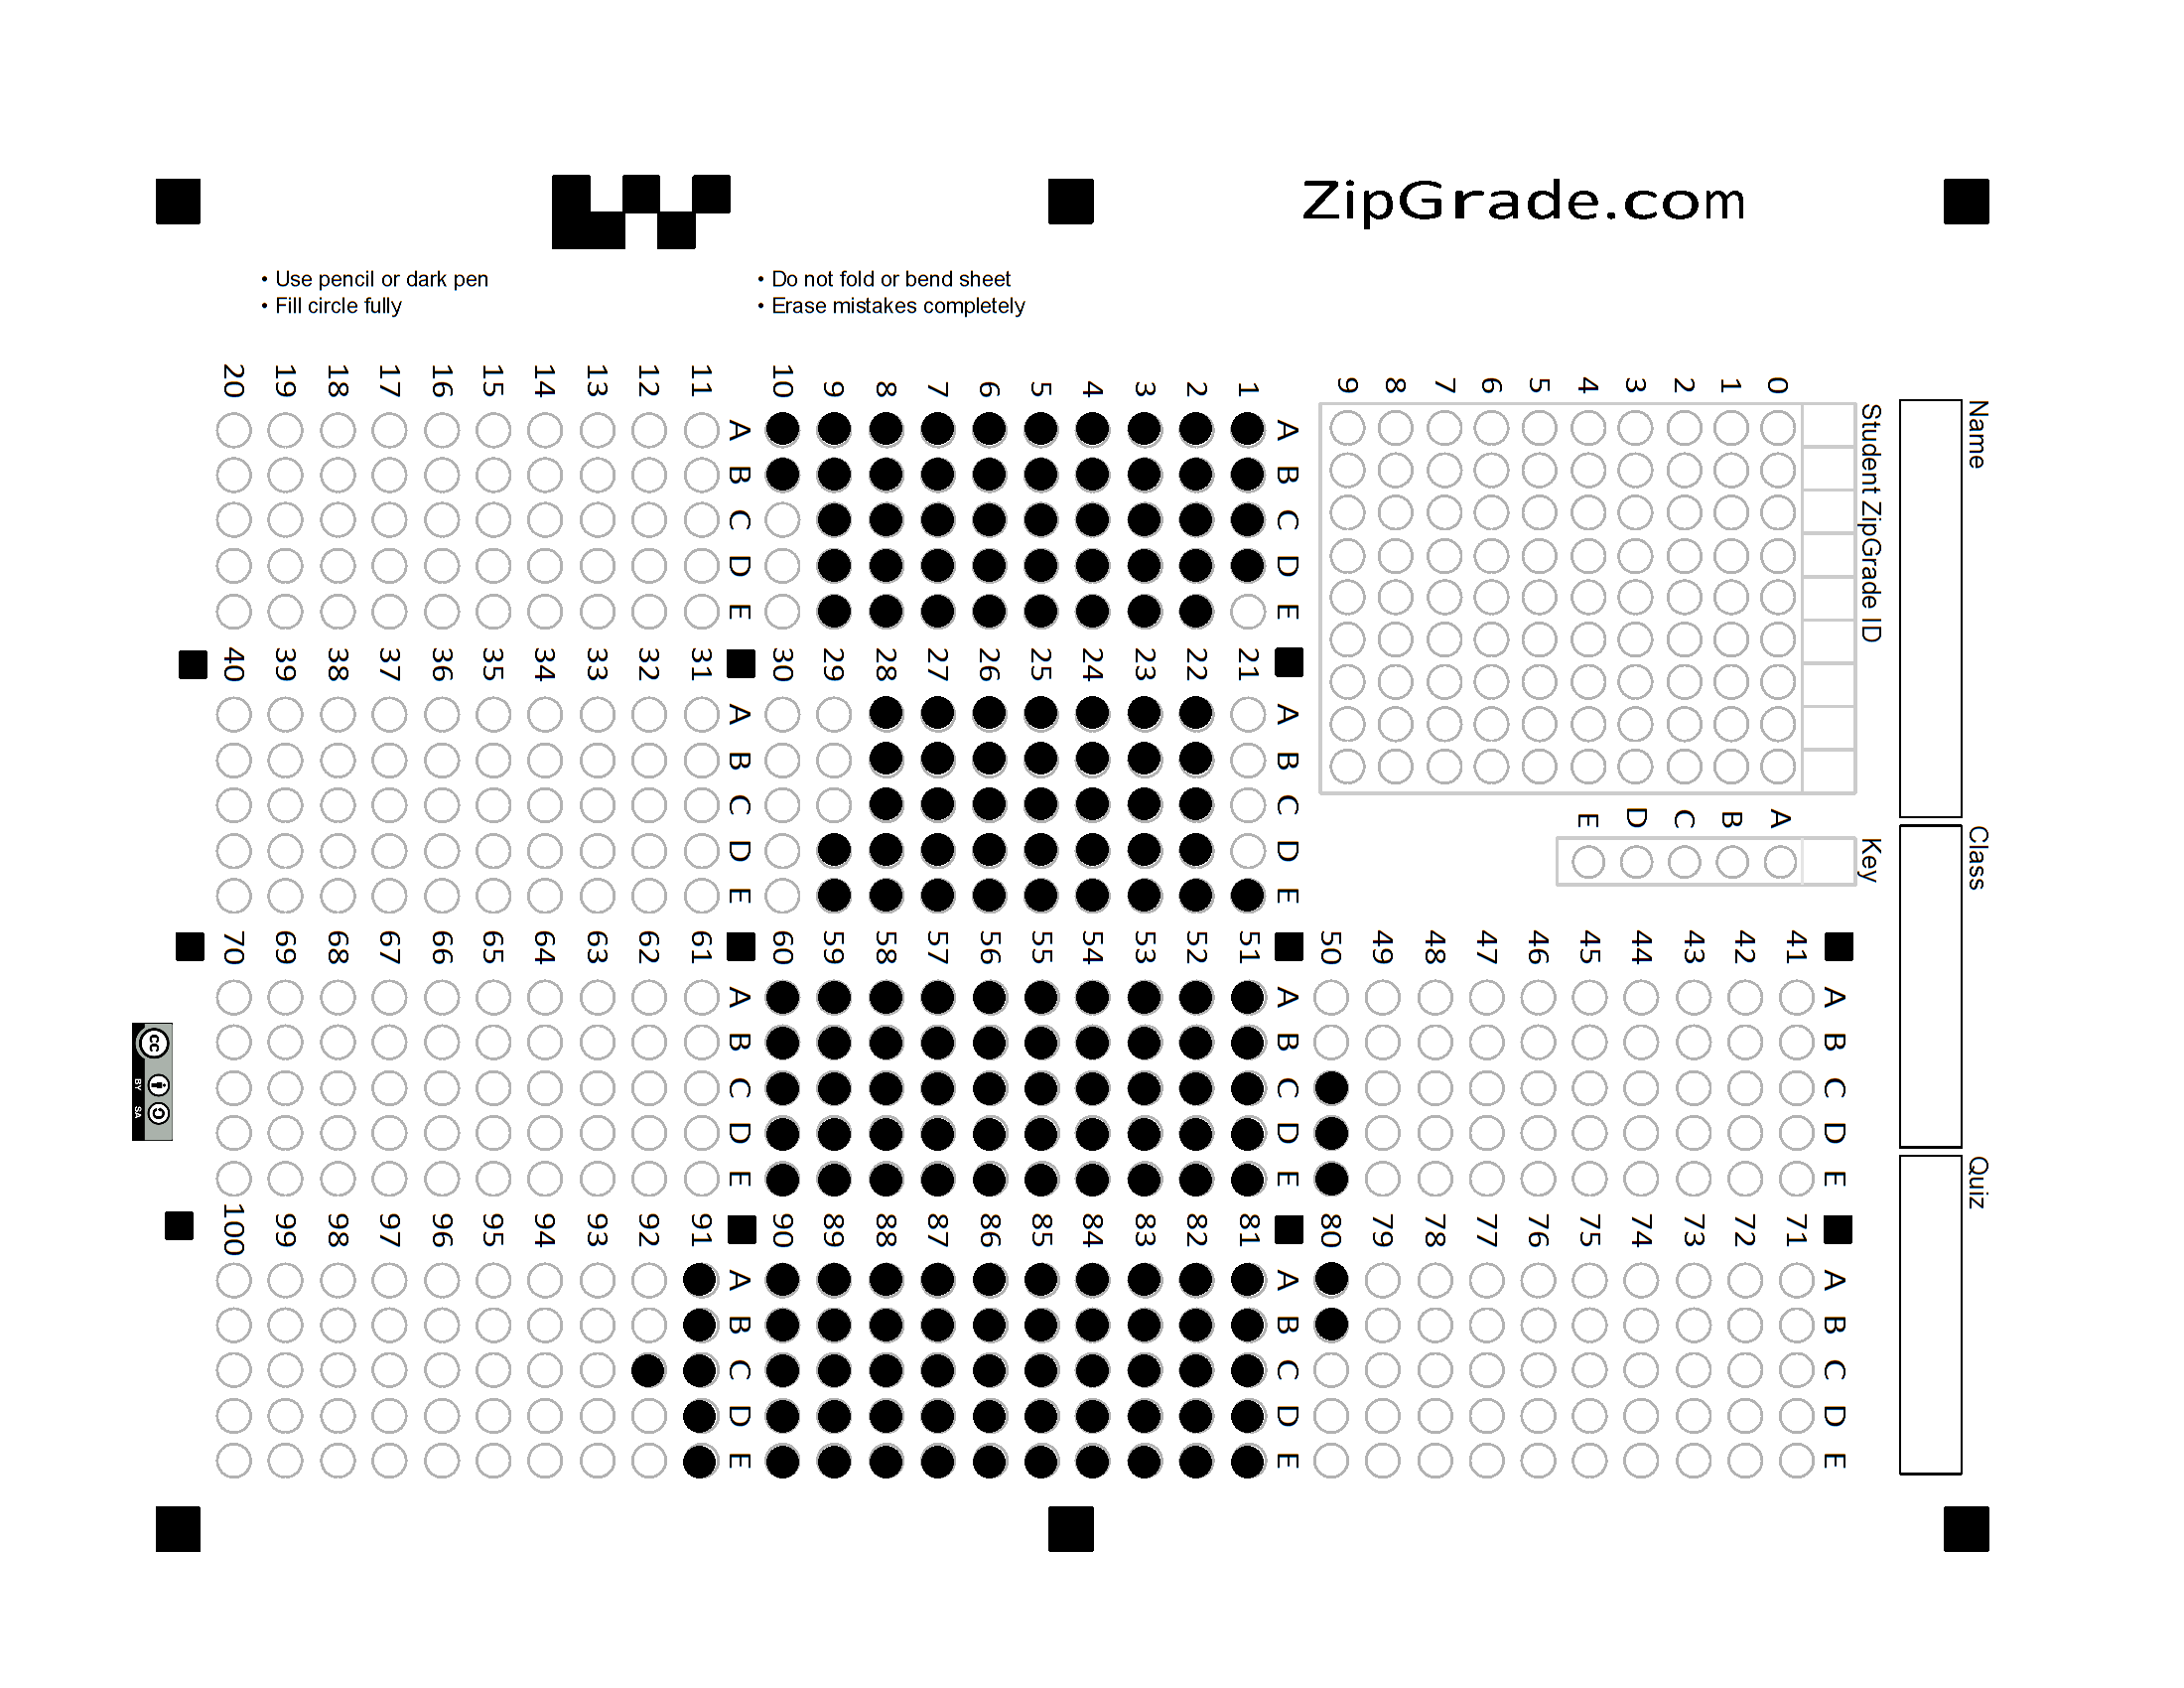 ZipGrade.com
• Use pencil or dark pen
• Fill circle fully
• Do not fold or bend sheet
• Erase mistakes completely
Name
Class
Quiz
Student ZipGrade ID
0 1 2 3 4 5 6 7 8 9
Key
A B C D E
1 2 3 4 5 6 7 8 9 10
A B C D E
11 12 13 14 15 16 17 18 19 20
A B C D E
21 22 23 24 25 26 27 28 29 30
A B C D E
31 32 33 34 35 36 37 38 39 40
A B C D E
41 42 43 44 45 46 47 48 49 50
A B C D E
51 52 53 54 55 56 57 58 59 60
A B C D E
61 62 63 64 65 66 67 68 69 70
A B C D E
71 72 73 74 75 76 77 78 79 80
A B C D E
81 82 83 84 85 86 87 88 89 90
A B C D E
91 92 93 94 95 96 97 98 99 100
A B C D E
cc
BY SA